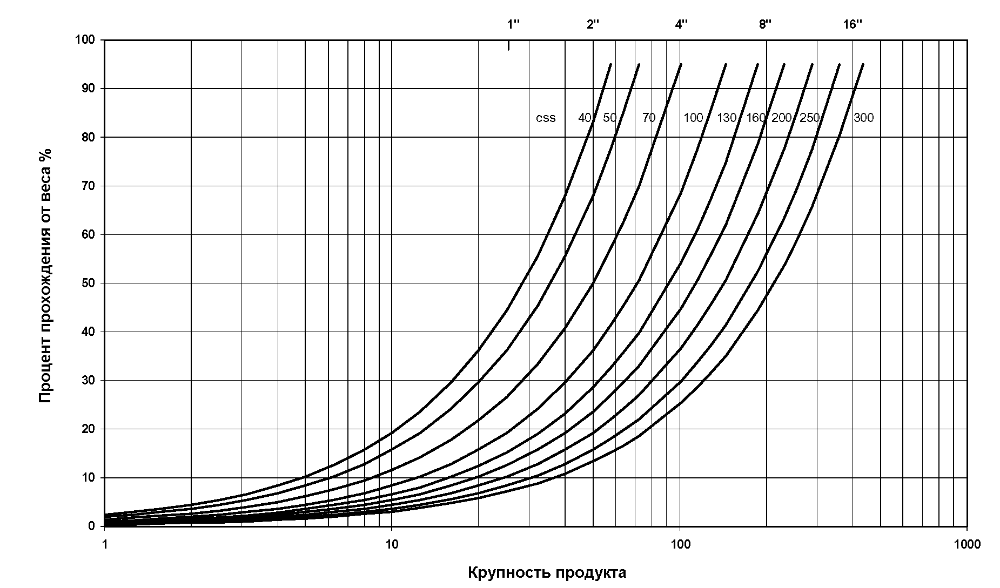 1" 2" 4" 8" 16"
100
90
css 40 50 70 100 130 160 200 250 300
80
70
60
50
40
30
20
10
0
Процент прохождения от веса %
1 10 100 1000
Крупность продукта